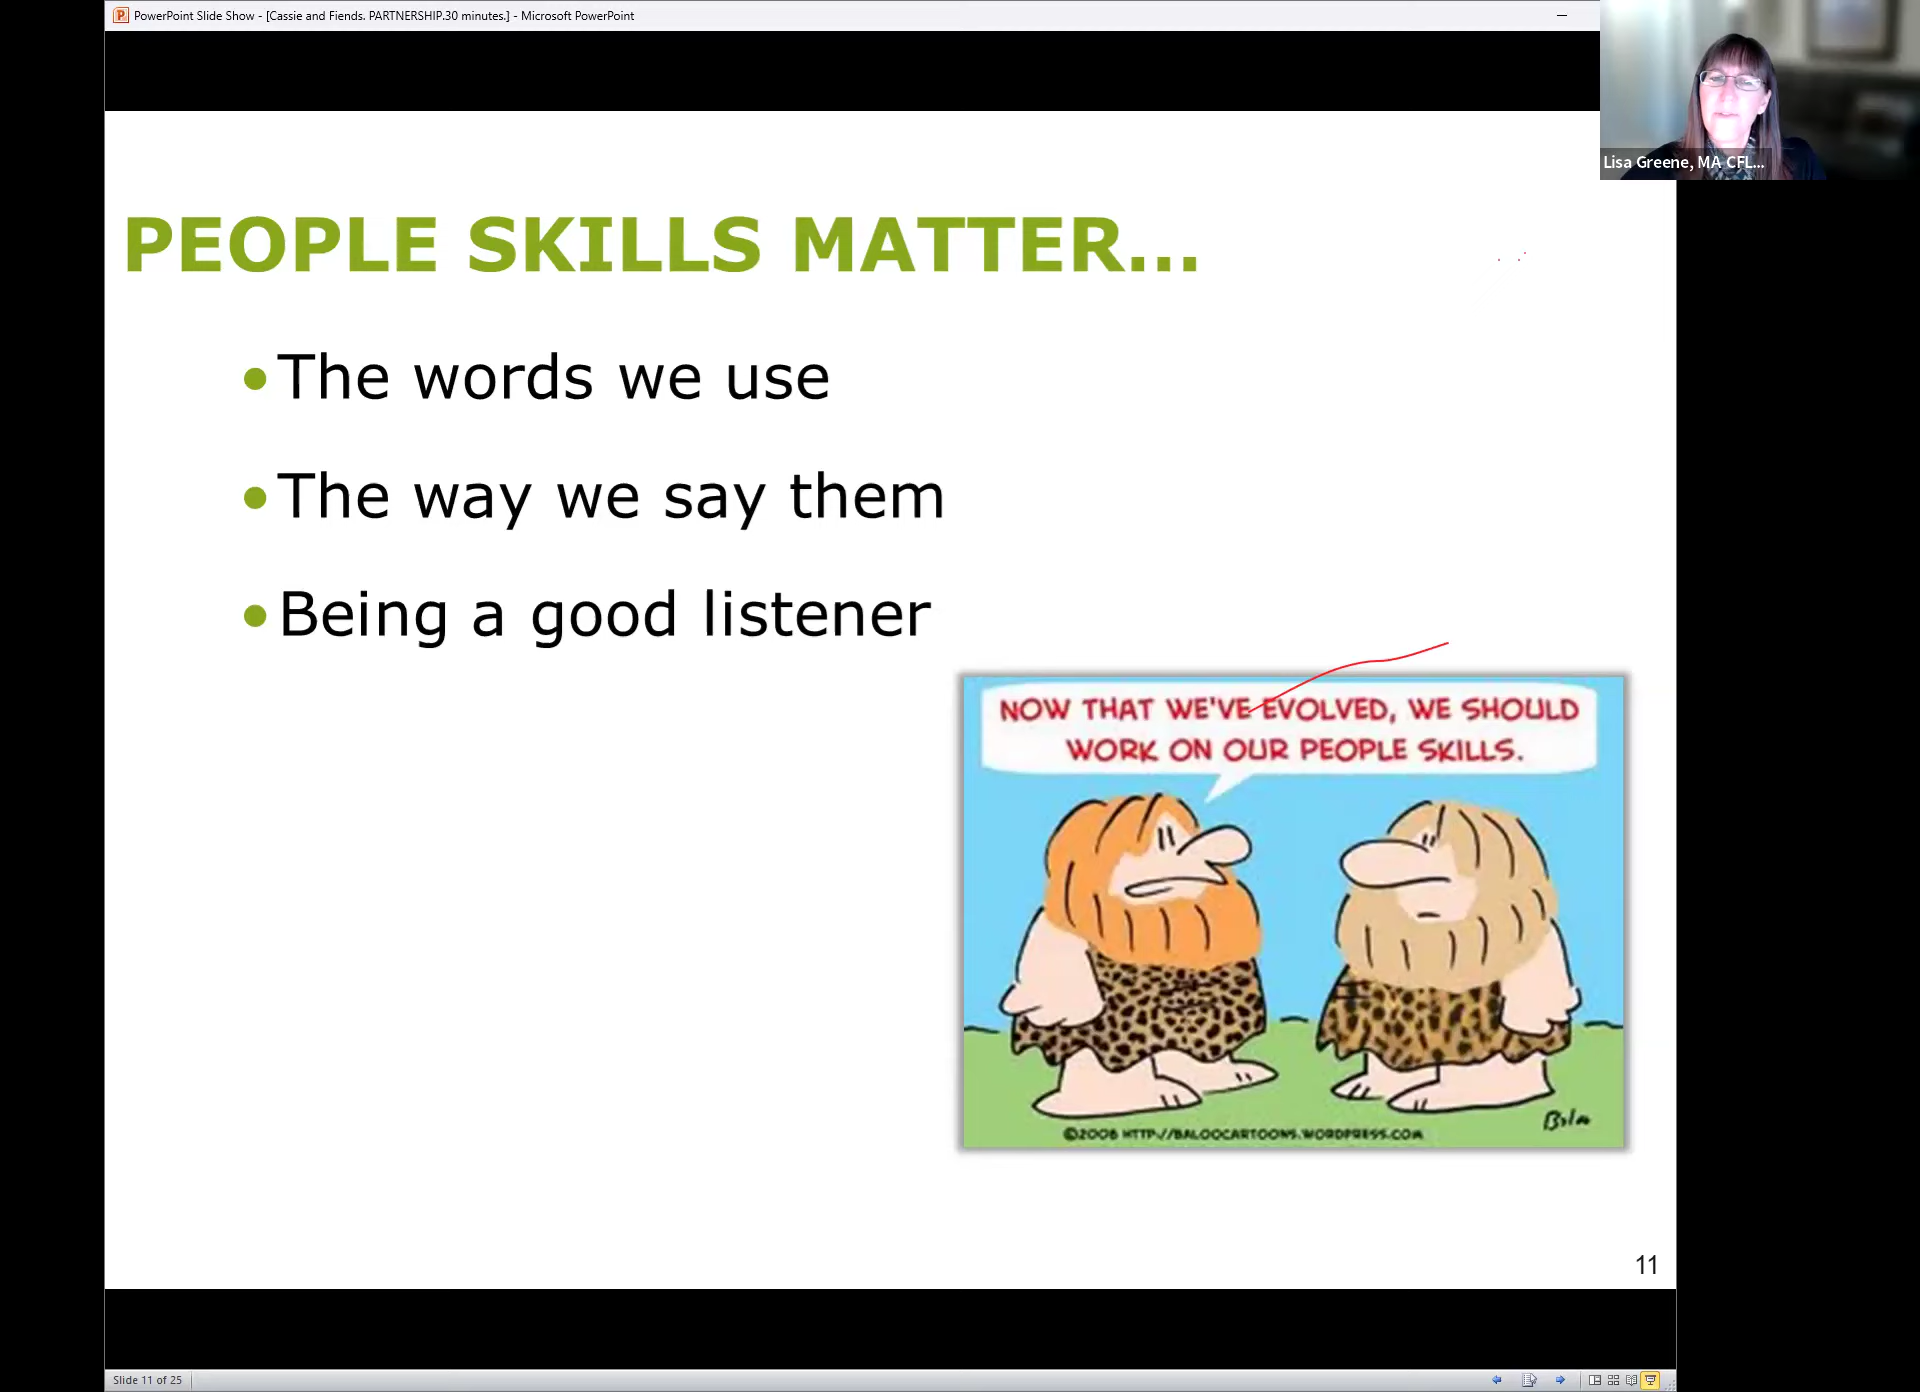 PowerPoint Slide Show - [Cassie and Fiends. PARTNERSHIP.30 minutes.] - Microsoft PowerPoint
Lisa Greene, MA CFL...
PEOPLE SKILLS MATTER...
•The words we use
•The way we say them
•Being a good listener
NOW THAT WE'VE EVOLVED, WE SHOULD
WORK ON OUR PEOPLE SKILLS.
©2008 HTTP://BALOOCARTOONS.WORDPRESS.COM
11
Slide 11 of 25